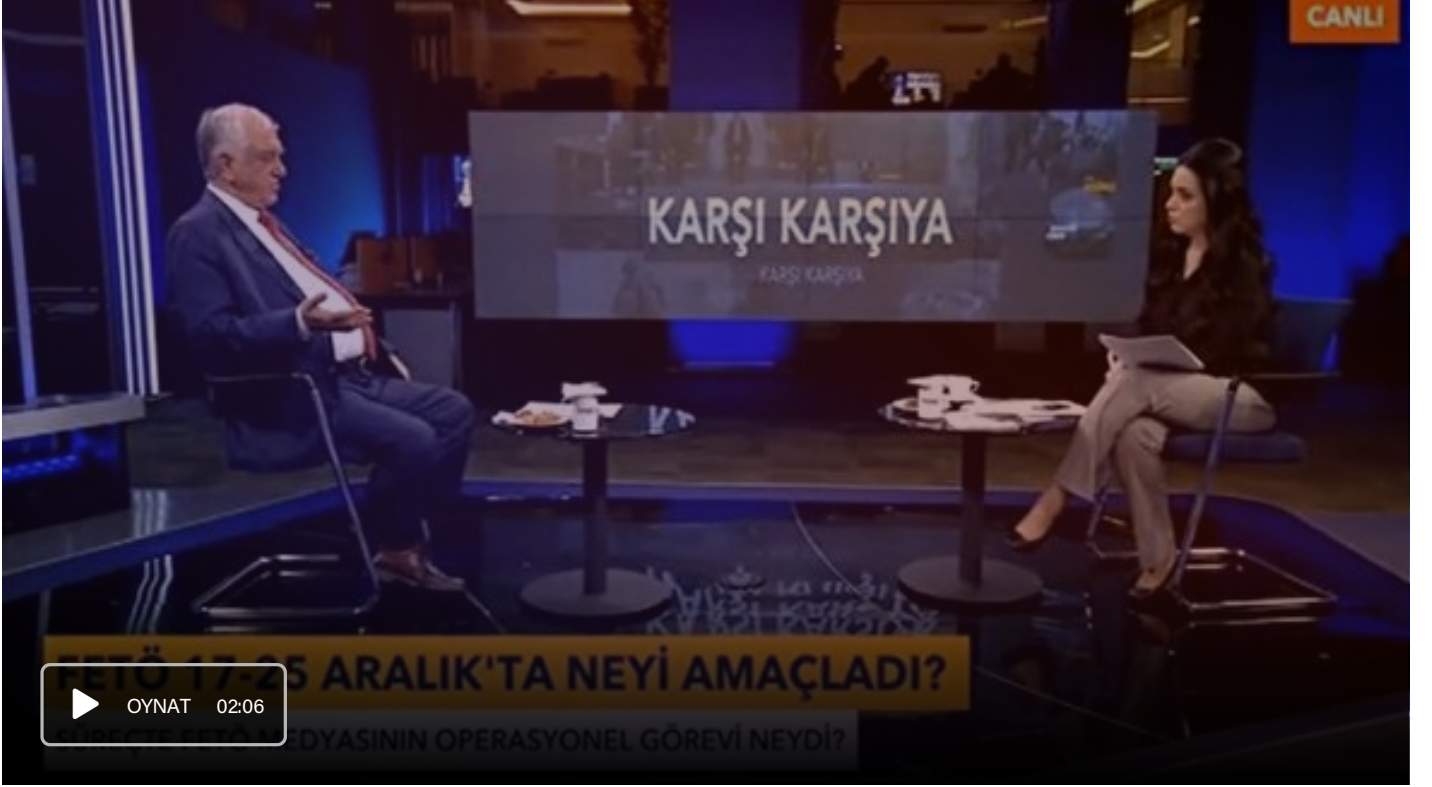 CANLI
KARŞI KARŞIYA
KARŞI KARŞIYA
FETÖ 17-25 ARALIK'TA NEYİ AMAÇLADI?
OYNAT 02:06
SÜREÇTE FETÖ MEDYASININ OPERASYONEL GÖREVİ NEYDİ?